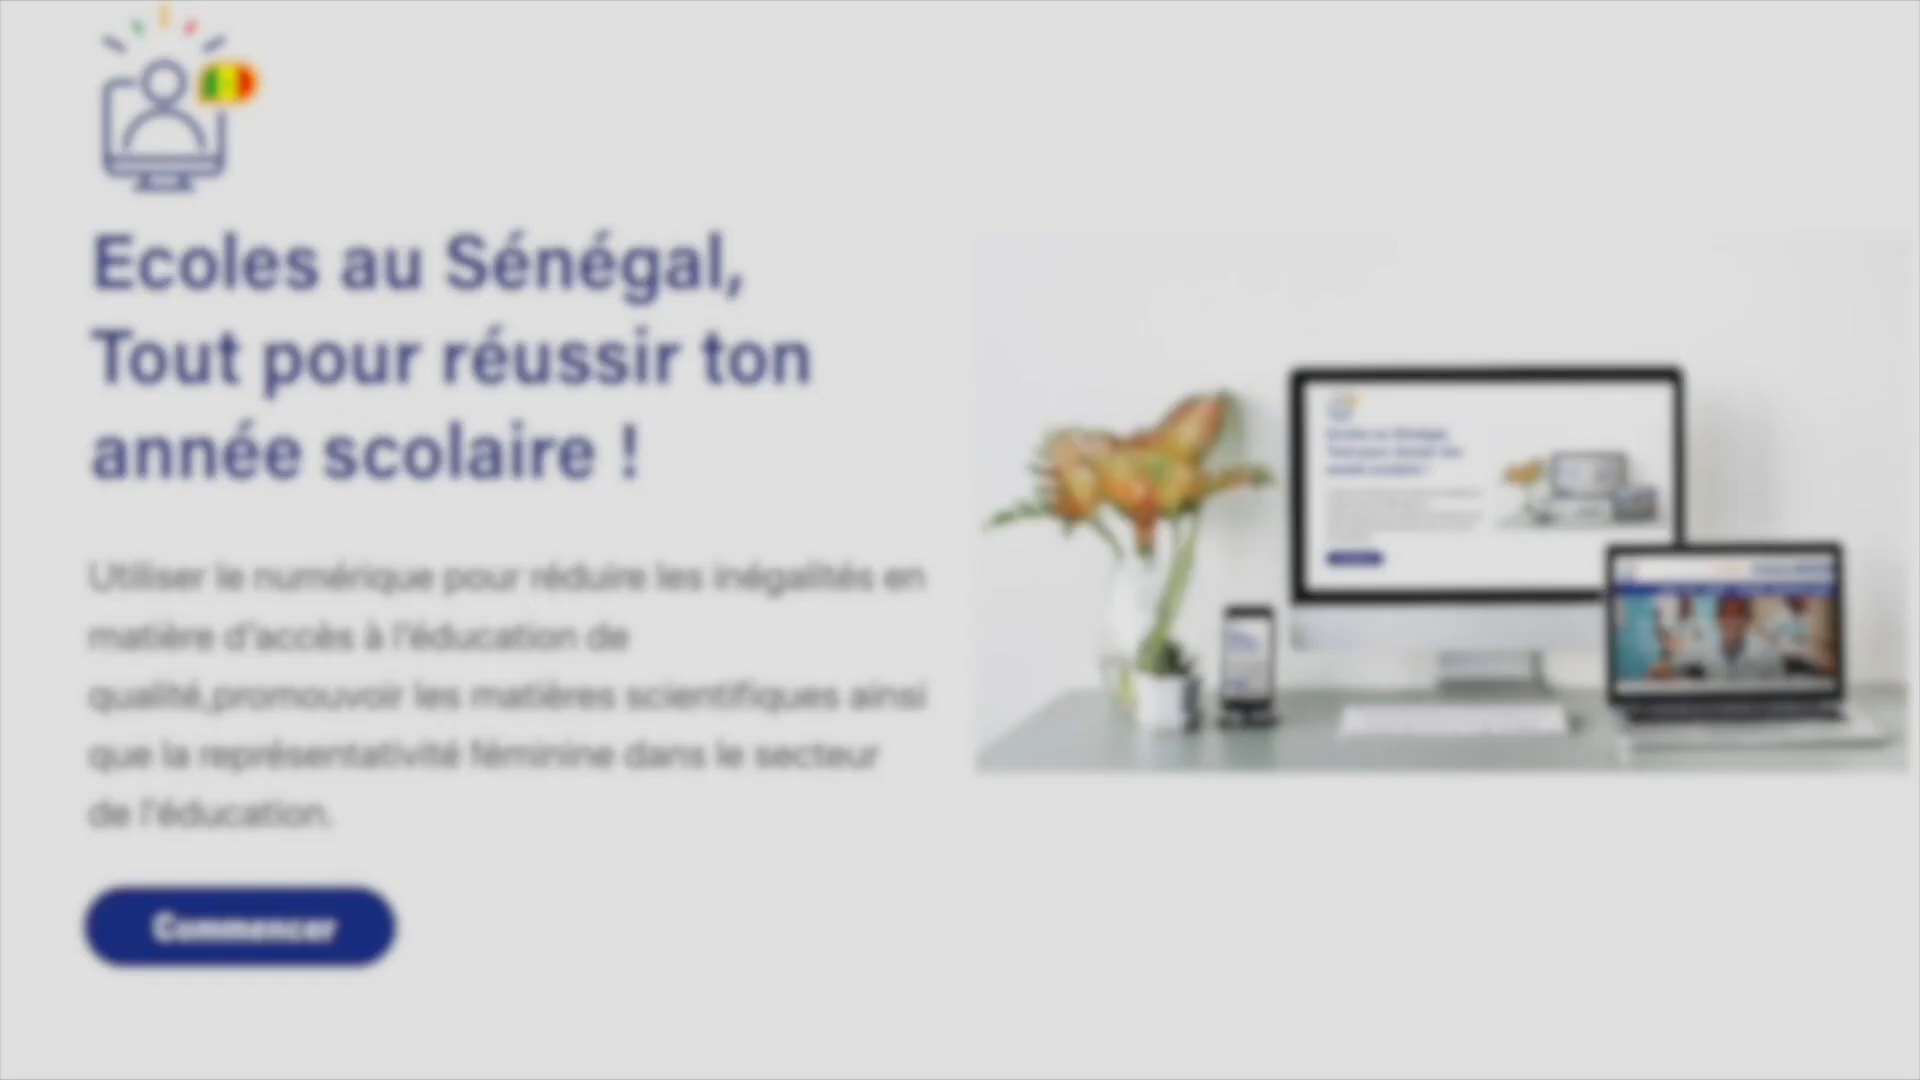 Ecoles au Sénégal,
Tout pour réussir ton
année scolaire !
Utiliser le numérique pour réduire les inégalités en
matière d'accès à l'éducation de
qualité,promouvoir les matières scientifiques ainsi
que la représentativité féminine dans le secteur
de l'éducation.
Commencer